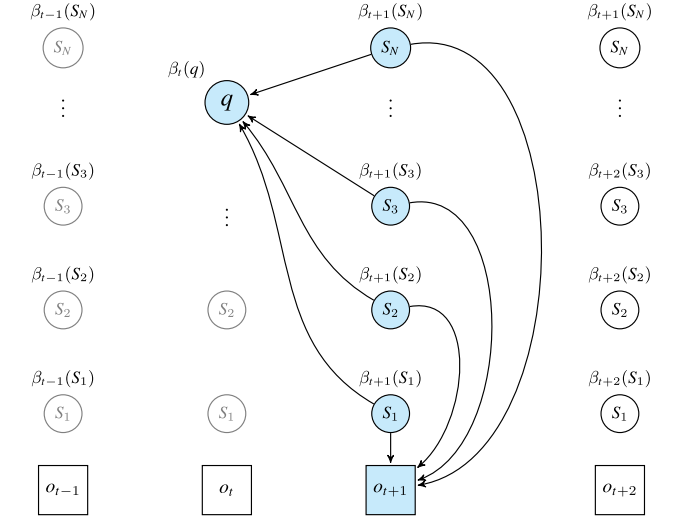 β_{t−1}(S_N) β_{t+1}(S_N) β_{t+1}(S_N)
S_N S_N S_N
β_t(q)
q
⋮ ⋮ ⋮
β_{t−1}(S_3) β_{t+1}(S_3) β_{t+2}(S_3)
S_3 S_3 S_3
⋮
β_{t−1}(S_2) β_{t+1}(S_2) β_{t+2}(S_2)
S_2 S_2 S_2 S_2
β_{t−1}(S_1) β_{t+1}(S_1) β_{t+2}(S_1)
S_1 S_1 S_1 S_1
o_{t−1} o_t o_{t+1} o_{t+2}